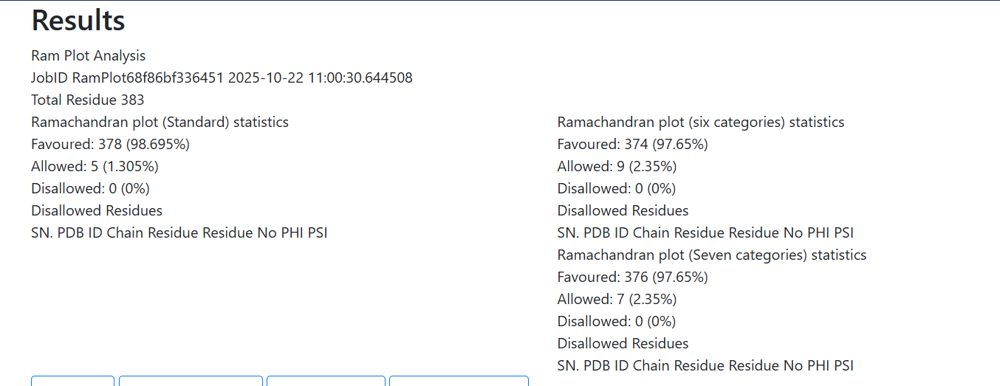 Results
Ram Plot Analysis
JobID RamPlot68f86bf336451 2025-10-22 11:00:30.644508
Total Residue 383
Ramachandran plot (Standard) statistics
Favoured: 378 (98.695%)
Allowed: 5 (1.305%)
Disallowed: 0 (0%)
Disallowed Residues
SN. PDB ID Chain Residue Residue No PHI PSI
Ramachandran plot (six categories) statistics
Favoured: 374 (97.65%)
Allowed: 9 (2.35%)
Disallowed: 0 (0%)
Disallowed Residues
SN. PDB ID Chain Residue Residue No PHI PSI
Ramachandran plot (Seven categories) statistics
Favoured: 376 (97.65%)
Allowed: 7 (2.35%)
Disallowed: 0 (0%)
Disallowed Residues
SN. PDB ID Chain Residue Residue No PHI PSI